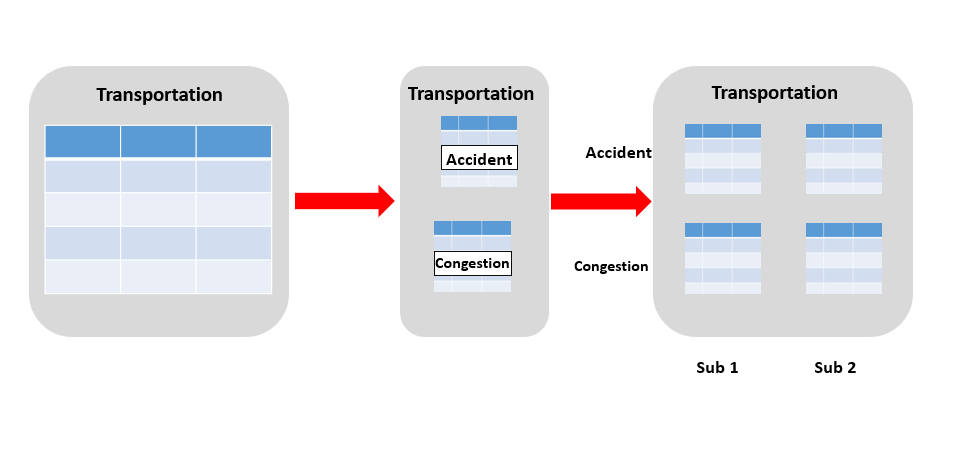 Transportation
Transportation
Accident
Congestion
Accident
Congestion
Transportation
Sub 1
Sub 2